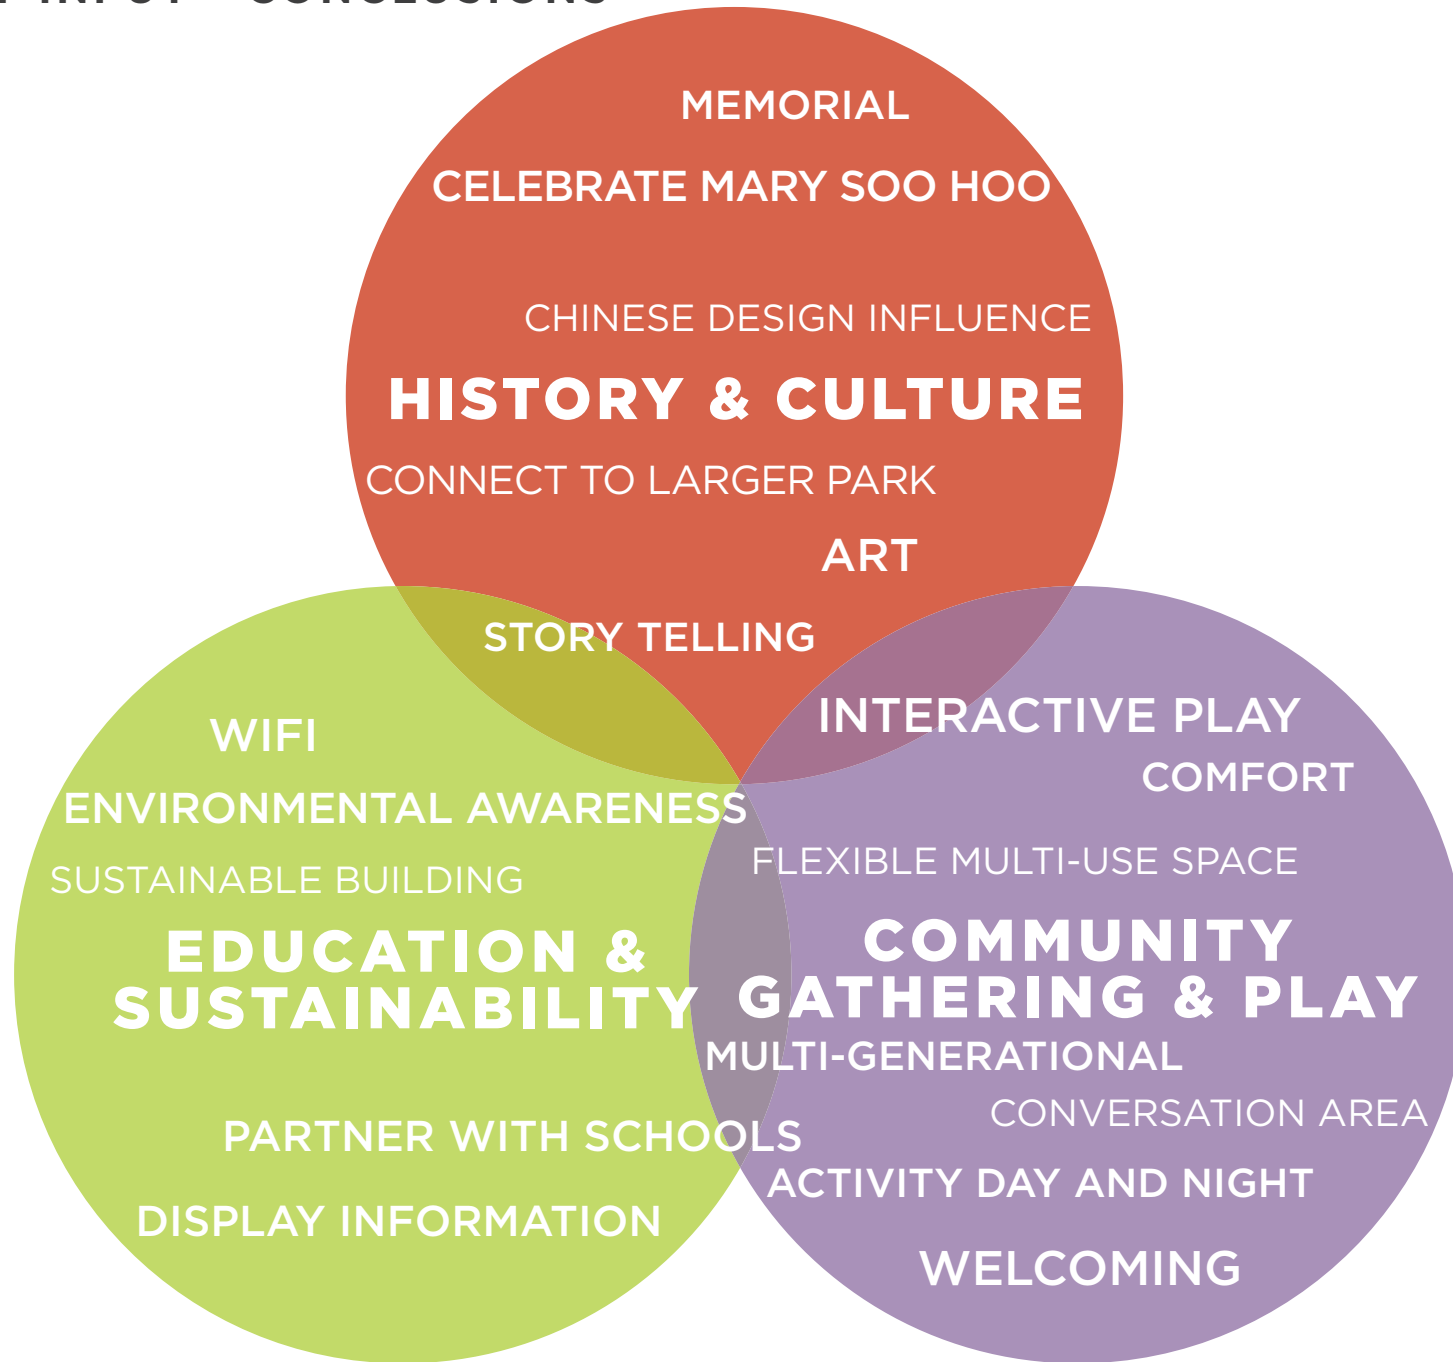 INPUT - CONCLUSIONS
MEMORIAL
CELEBRATE MARY SOO HOO
CHINESE DESIGN INFLUENCE
HISTORY & CULTURE
CONNECT TO LARGER PARK
ART
STORY TELLING
WIFI
ENVIRONMENTAL AWARENESS
SUSTAINABLE BUILDING
EDUCATION &
SUSTAINABILITY
PARTNER WITH SCHOOLS
DISPLAY INFORMATION
INTERACTIVE PLAY
COMFORT
FLEXIBLE MULTI-USE SPACE
COMMUNITY
GATHERING & PLAY
MULTI-GENERATIONAL
CONVERSATION AREA
ACTIVITY DAY AND NIGHT
WELCOMING